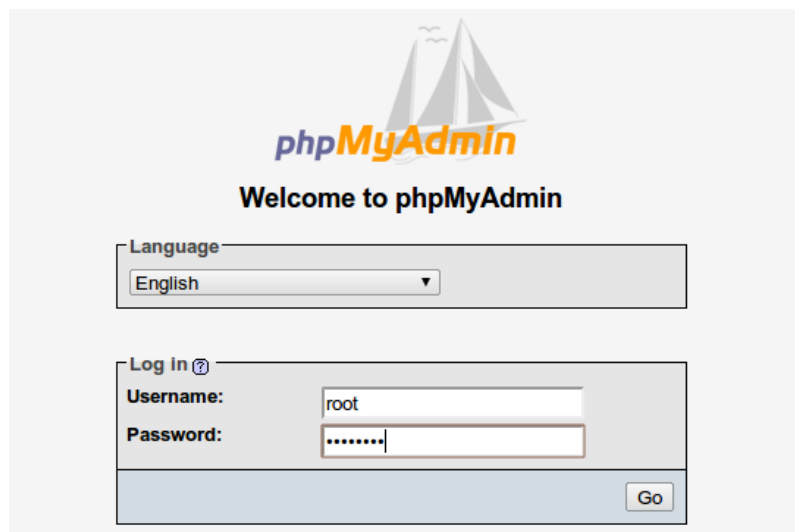 phpMyAdmin
Welcome to phpMyAdmin
Language
English
Log in ?
Username: root
Password: ••••••••
Go